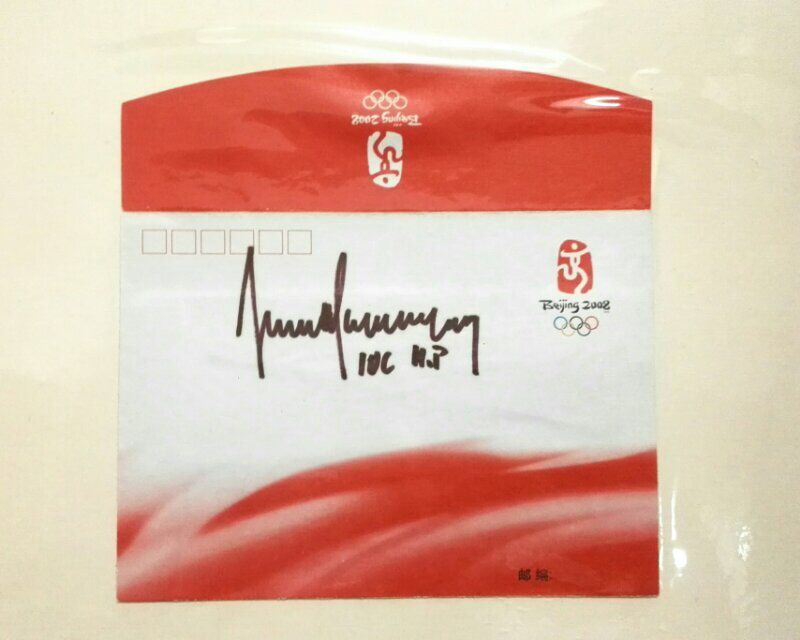 Beijing 2008
Beijing 2008
IOC H.P
邮编: